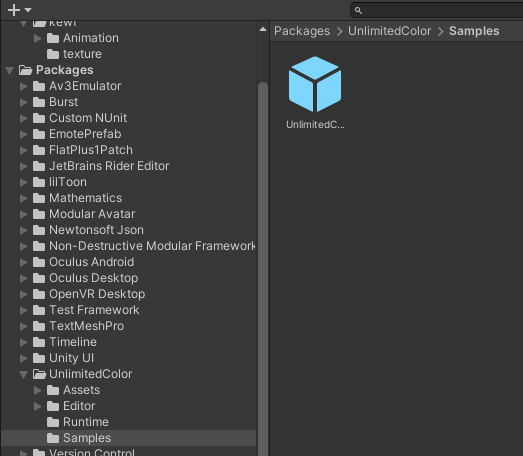 kewf
Animation
texture
Packages
Av3Emulator
Burst
Custom NUnit
EmotePrefab
FlatPlus1Patch
JetBrains Rider Editor
lilToon
Mathematics
Modular Avatar
Newtonsoft Json
Non-Destructive Modular Framework
Oculus Android
Oculus Desktop
OpenVR Desktop
Test Framework
TextMeshPro
Timeline
Unity UI
UnlimitedColor
Assets
Editor
Runtime
Samples
Version Control
Packages > UnlimitedColor > Samples
UnlimitedC...